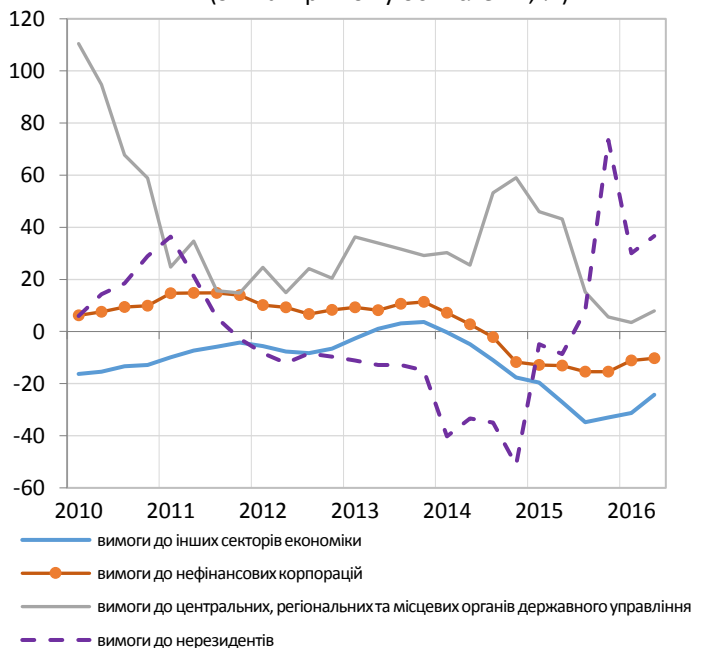 120
100
80
60
40
20
0
-20
-40
-60
2010 2011 2012 2013 2014 2015 2016
вимоги до інших секторів економіки
вимоги до нефінансових корпорацій
вимоги до центральних, регіональних та місцевих органів державного управління
вимоги до нерезидентів